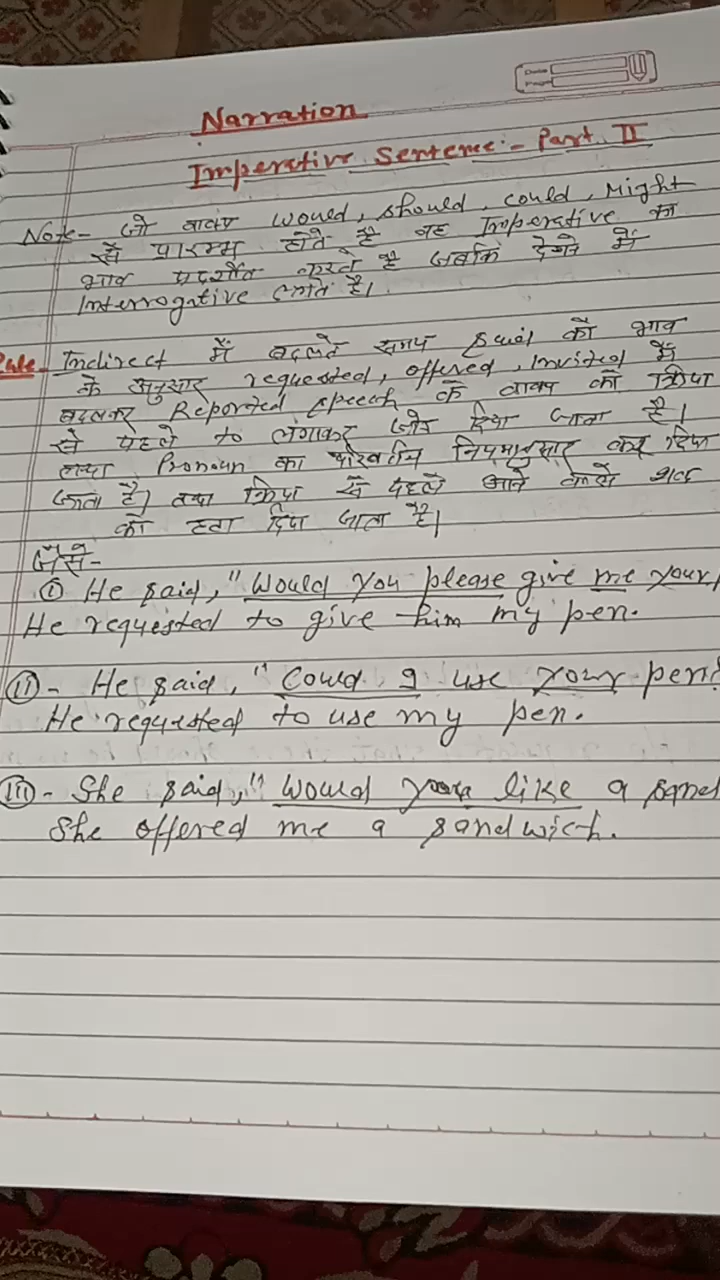 Date
Page
Narration
Imperative Sentence:- Part II
Note- जो वाक्य would, should, could, Might
से प्रारम्भ होते है वह Imperative का
भाव प्रदर्शित करते है जबकि देखने में
Interrogative लगते है।
Rule- Indirect में बदलते समय said को भाव
के अनुसार requested, offered, invited में
बदलकर Reported speech के वाक्य की क्रिया
से पहले to लगाकर जोड़ दिया जाता है।
तथा Pronoun का परिवर्तन नियमानुसार कर दिया
जाता है। तथा क्रिया से पहले आने वाले शब्द
को हटा दिया जाता है।
जैसे-
(i) He said, "Would you please give me your
He requested to give him my pen.
(ii)- He said, "Could I use your pen?
He requested to use my pen.
(iii)- She said, "Would you like a sand
She offered me a sandwich.